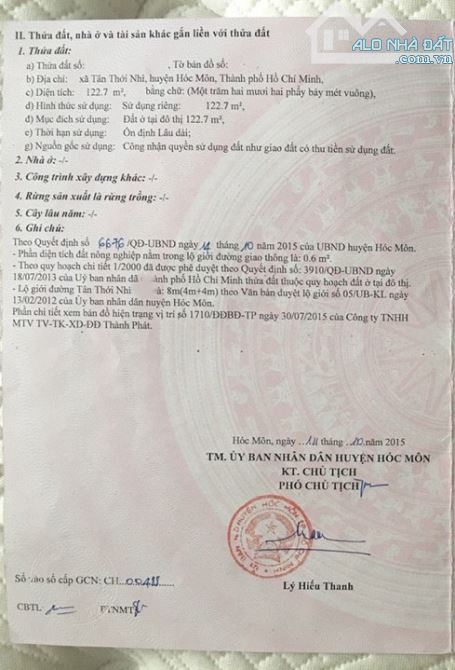 ALO NHÀ ĐẤT
II. Thửa đất, nhà ở và tài sản khác gắn liền với thửa đất
1. Thửa đất:
a) Thửa đất số: , Tờ bản đồ số:
b) Địa chỉ: xã Tân Thới Nhì, huyện Hóc Môn, Thành phố Hồ Chí Minh,
c) Diện tích: 122.7 m², bằng chữ: (Một trăm hai mươi hai phẩy bảy mét vuông),
d) Hình thức sử dụng: Sử dụng riêng: 122.7 m²,
đ) Mục đích sử dụng: Đất ở tại đô thị 122.7 m²,
e) Thời hạn sử dụng: Ổn định Lâu dài;
g) Nguồn gốc sử dụng: Công nhận quyền sử dụng đất như giao đất có thu tiền sử dụng đất.
2. Nhà ở: -/-
3. Công trình xây dựng khác: -/-
4. Rừng sản xuất là rừng trồng: -/-
5. Cây lâu năm: -/-
6. Ghi chú:
Theo Quyết định số 6676 /QĐ-UBND ngày tháng 10 năm 2015 của UBND huyện Hóc Môn.
- Phần diện tích đất nông nghiệp nằm trong lộ giới đường giao thông là: 0.6 m².
- Theo quy hoạch chi tiết 1/2000 đã được phê duyệt theo Quyết định số: 3910/QĐ-UBND ngày
18/07/2013 của Uỷ ban nhân dâ ành phố Hồ Chí Minh thửa đất thuộc quy hoạch đất ở tại đô thị.
- Lộ giới đường Tân Thới Nhì à: 8m(4m+4m) theo Văn bản duyệt lộ giới số 05/UB-KL ngày
13/02/2012 của Ủy ban nhân dân huyện Hóc Môn.
Phần chi tiết xem bản đồ hiện trạng vị trí số 1710/ĐĐBĐ-TP ngày 30/07/2015 của Công ty TNHH
MTV TV-TK-XD-ĐĐ Thành Phát.
Hóc Môn, ngày tháng 10 năm 2015
TM. ỦY BAN NHÂN DÂN HUYỆN HÓC MÔN
KT. CHỦ TỊCH
PHÓ CHỦ TỊCH
Lý Hiếu Thanh
Số vào sổ cấp GCN: CH
CBTL